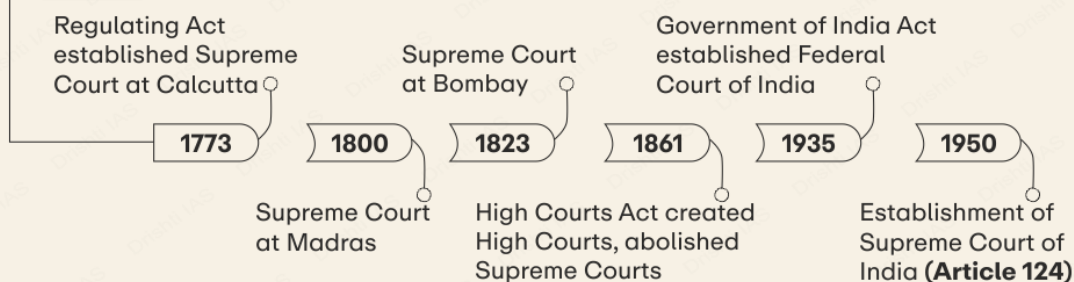 Regulating Act
established Supreme
Court at Calcutta
Supreme Court
at Bombay
Government of India Act
established Federal
Court of India
1773
1800
1823
1861
1935
1950
Supreme Court
at Madras
High Courts Act created
High Courts, abolished
Supreme Courts
Establishment of
Supreme Court of
India (Article 124)